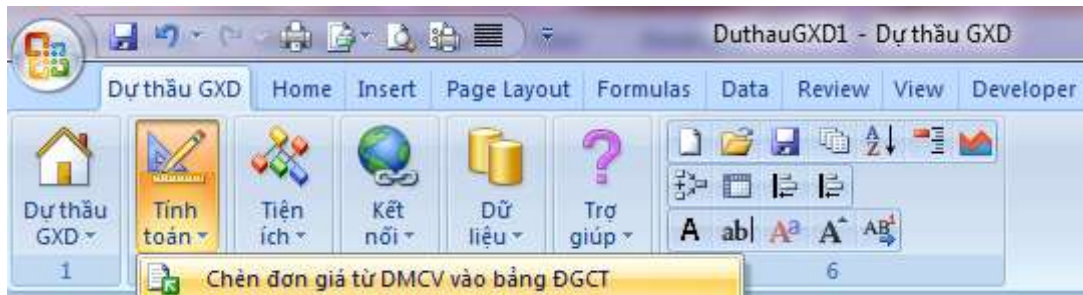 DuthauGXD1 - Dự thầu GXD
Dự thầu GXD Home Insert Page Layout Formulas Data Review View Developer
Dự thầu GXD
Tính toán
Tiện ích
Kết nối
Dữ liệu
Trợ giúp
A Z
A ab| Aa A AB1
1 6
Chèn đơn giá từ DMCV vào bảng ĐGCT